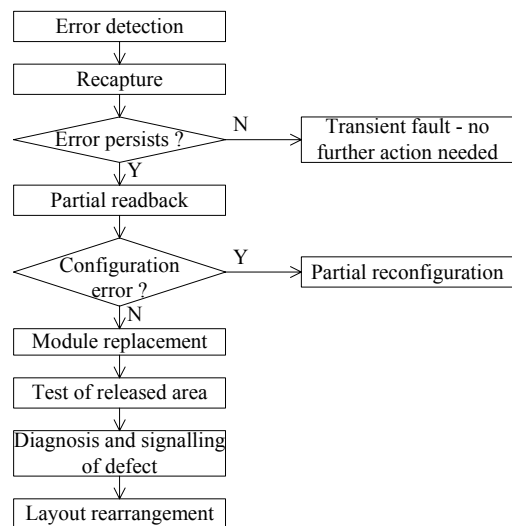 Error detection
Recapture
Error persists ?
N
Transient fault - no
further action needed
Y
Partial readback
Configuration
error ?
Y
Partial reconfiguration
N
Module replacement
Test of released area
Diagnosis and signalling
of defect
Layout rearrangement